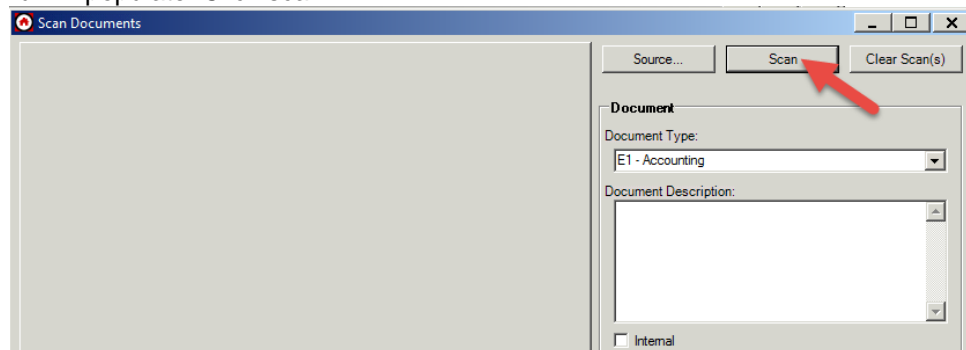 Scan Documents
Source... Scan Clear Scan(s)
Document
Document Type:
E1 - Accounting
Document Description:
Internal